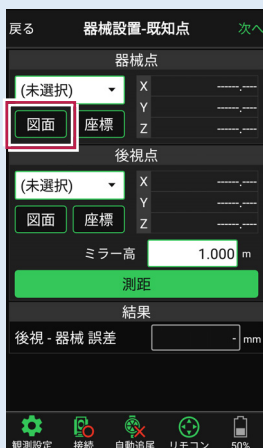 戻る 器械設置-既知点 次へ
器械点
(未選択) X ------.----
Y ------.----
図面 座標 Z ------.----
後視点
(未選択) X ------.----
Y ------.----
図面 座標 Z ------.----
ミラー高 1.000 m
測距
結果
後視 - 器械 誤差 - mm
観測設定 接続 自動追尾 リモコン 50%